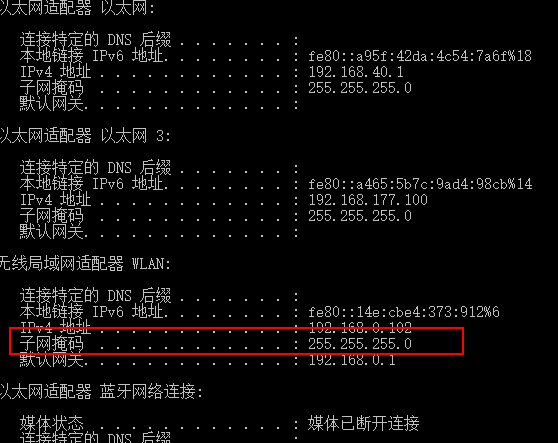 以太网适配器 以太网:
连接特定的 DNS 后缀 . . . . . . . :
本地链接 IPv6 地址. . . . . . . . : fe80::a95f:42da:4c54:7a6f%18
IPv4 地址 . . . . . . . . . . . . : 192.168.40.1
子网掩码 . . . . . . . . . . . . : 255.255.255.0
默认网关. . . . . . . . . . . . . :
以太网适配器 以太网 3:
连接特定的 DNS 后缀 . . . . . . . :
本地链接 IPv6 地址. . . . . . . . : fe80::a465:5b7c:9ad4:98cb%14
IPv4 地址 . . . . . . . . . . . . : 192.168.177.100
子网掩码 . . . . . . . . . . . . : 255.255.255.0
默认网关. . . . . . . . . . . . . :
无线局域网适配器 WLAN:
连接特定的 DNS 后缀 . . . . . . . :
本地链接 IPv6 地址. . . . . . . . : fe80::14e:cbe4:373:912%6
IPv4 地址 . . . . . . . . . . . . : 192.168.0.102
子网掩码 . . . . . . . . . . . . : 255.255.255.0
默认网关. . . . . . . . . . . . . : 192.168.0.1
以太网适配器 蓝牙网络连接:
媒体状态 . . . . . . . . . . . . : 媒体已断开连接
连接特定的 DNS 后缀 . . . . . . . :